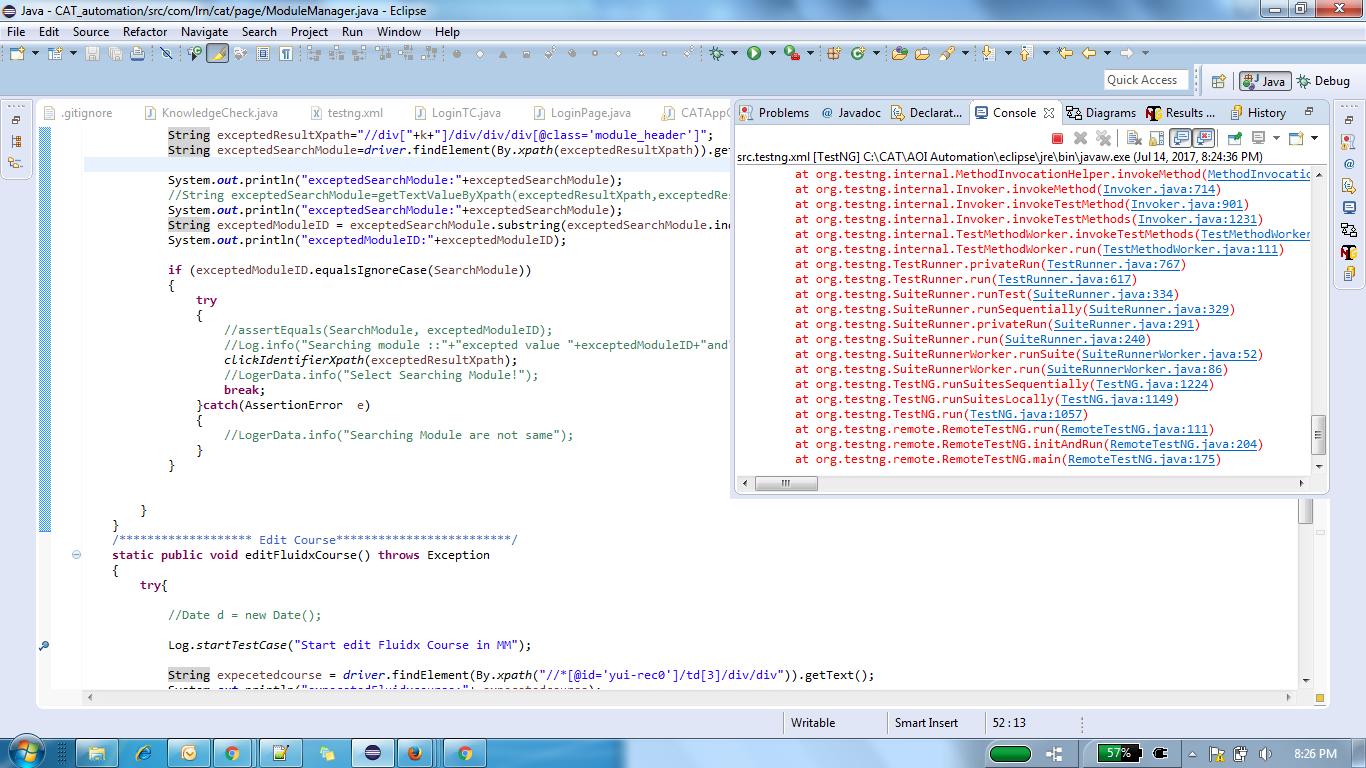 Java - CAT_automation/src/com/lrn/cat/page/ModuleManager.java - Eclipse
File Edit Source Refactor Navigate Search Project Run Window Help
Quick Access Java Debug
.gitignore KnowledgeCheck.java testng.xml LoginTC.java LoginPage.java CATAppC
String exceptedResultXpath="//div["+k+"]/div/div/div[@class='module_header']";
String exceptedSearchModule=driver.findElement(By.xpath(exceptedResultXpath)).get
System.out.println("exceptedSearchModule:"+exceptedSearchModule);
//String exceptedSearchModule=getTextValueByXpath(exceptedResultXpath,exceptedRes
System.out.println("exceptedSearchModule:"+exceptedSearchModule);
String exceptedModuleID = exceptedSearchModule.substring(exceptedSearchModule.ind
System.out.println("exceptedModuleID:"+exceptedModuleID);
if (exceptedModuleID.equalsIgnoreCase(SearchModule))
{
try
{
//assertEquals(SearchModule, exceptedModuleID);
//Log.info("Searching module ::"+"excepted value "+exceptedModuleID+"and"
clickIdentifierXpath(exceptedResultXpath);
//LogerData.info("Select Searching Module!");
break;
}catch(AssertionError e)
{
//LogerData.info("Searching Module are not same");
}
}
}
}
/******************* Edit Course*************************/
static public void editFluidxCourse() throws Exception
{
try{
//Date d = new Date();
Log.startTestCase("Start edit Fluidx Course in MM");
String expecetedcourse = driver.findElement(By.xpath("//*[@id='yui-rec0']/td[3]/div/div")).getText();
Problems Javadoc Declarat... Console Diagrams Results ... History
src.testng.xml [TestNG] C:\CAT\AOI Automation\eclipse\jre\bin\javaw.exe (Jul 14, 2017, 8:24:36 PM)
at org.testng.internal.MethodInvocationHelper.invokeMethod(MethodInvocatio
at org.testng.internal.Invoker.invokeMethod(Invoker.java:714)
at org.testng.internal.Invoker.invokeTestMethod(Invoker.java:901)
at org.testng.internal.Invoker.invokeTestMethods(Invoker.java:1231)
at org.testng.internal.TestMethodWorker.invokeTestMethods(TestMethodWorker
at org.testng.internal.TestMethodWorker.run(TestMethodWorker.java:111)
at org.testng.TestRunner.privateRun(TestRunner.java:767)
at org.testng.TestRunner.run(TestRunner.java:617)
at org.testng.SuiteRunner.runTest(SuiteRunner.java:334)
at org.testng.SuiteRunner.runSequentially(SuiteRunner.java:329)
at org.testng.SuiteRunner.privateRun(SuiteRunner.java:291)
at org.testng.SuiteRunner.run(SuiteRunner.java:240)
at org.testng.SuiteRunnerWorker.runSuite(SuiteRunnerWorker.java:52)
at org.testng.SuiteRunnerWorker.run(SuiteRunnerWorker.java:86)
at org.testng.TestNG.runSuitesSequentially(TestNG.java:1224)
at org.testng.TestNG.runSuitesLocally(TestNG.java:1149)
at org.testng.TestNG.run(TestNG.java:1057)
at org.testng.remote.RemoteTestNG.run(RemoteTestNG.java:111)
at org.testng.remote.RemoteTestNG.initAndRun(RemoteTestNG.java:204)
at org.testng.remote.RemoteTestNG.main(RemoteTestNG.java:175)
Writable Smart Insert 52 : 13
57% 8:26 PM